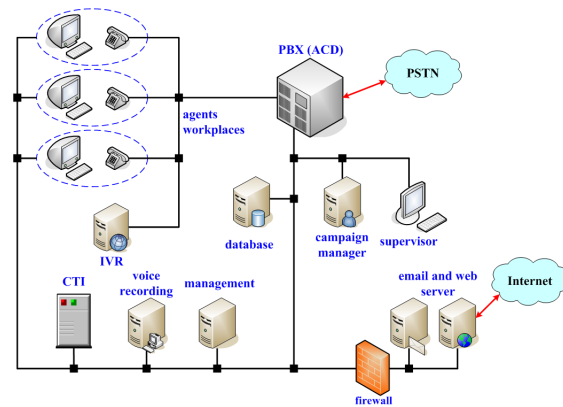 PBX (ACD)
PSTN
agents
workplaces
IVR
database
campaign
manager
supervisor
CTI
voice
recording
management
email and web
server
Internet
firewall